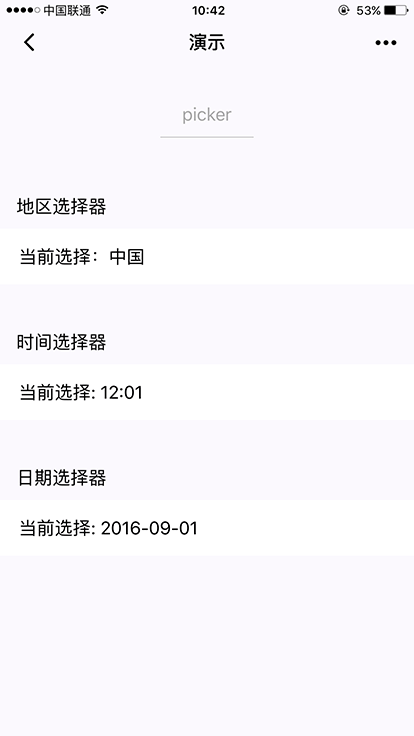 中国联通 10:42 53%
演示
picker
地区选择器
当前选择：中国
时间选择器
当前选择: 12:01
日期选择器
当前选择: 2016-09-01